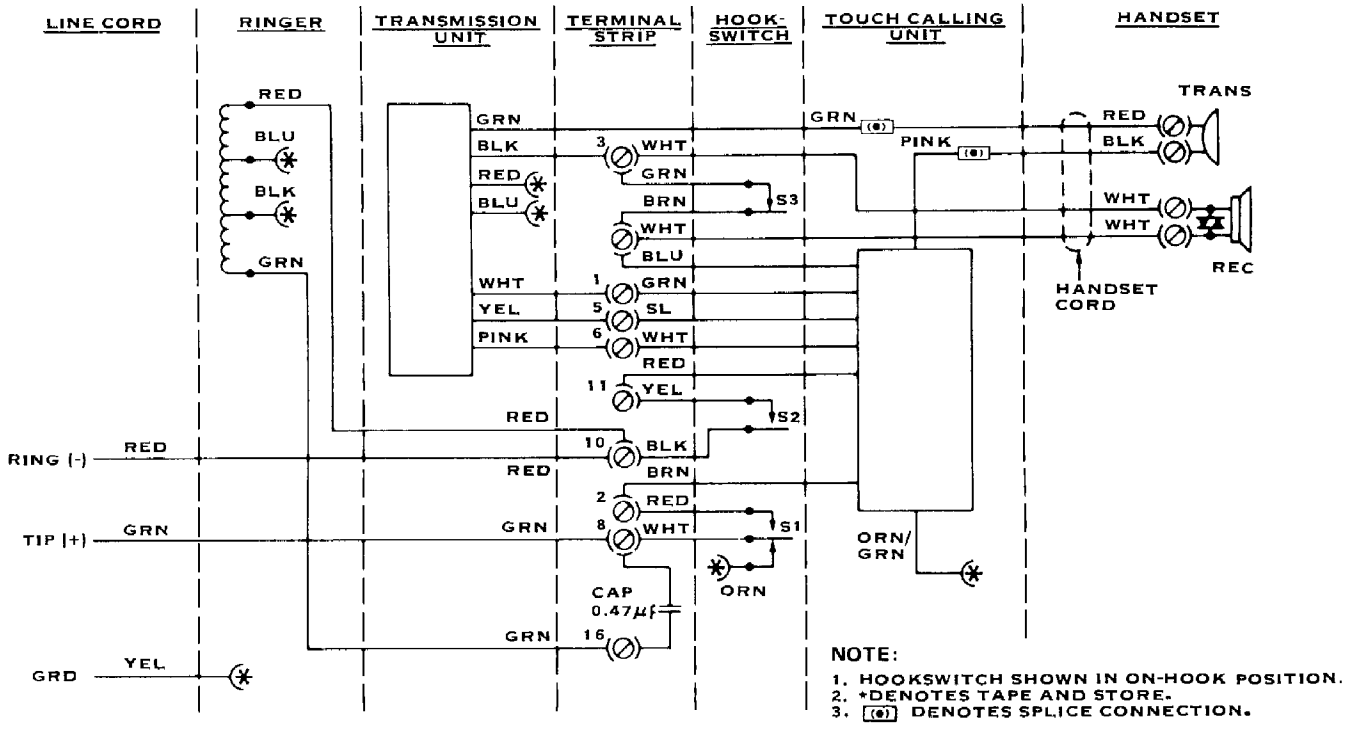 LINE CORD
RINGER
TRANSMISSION
UNIT
TERMINAL
STRIP
HOOK-
SWITCH
TOUCH CALLING
UNIT
HANDSET
RED
BLU
BLK
GRN
GRN
BLK
RED
BLU
WHT
YEL
PINK
3
WHT
GRN
BRN
WHT
BLU
1
GRN
5
SL
6
WHT
RED
11
YEL
RED
10
BLK
RED
BRN
2
RED
GRN
8
WHT
CAP
0.47µf
GRN
16
S3
S2
S1
ORN
GRN
PINK
ORN/
GRN
TRANS
RED
BLK
WHT
WHT
REC
HANDSET
CORD
RING (-)
RED
TIP (+)
GRN
GRD
YEL
NOTE:
1. HOOKSWITCH SHOWN IN ON-HOOK POSITION.
2. *DENOTES TAPE AND STORE.
3. DENOTES SPLICE CONNECTION.